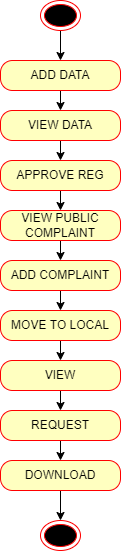 ADD DATA
VIEW DATA
APPROVE REG
VIEW PUBLIC
COMPLAINT
ADD COMPLAINT
MOVE TO LOCAL
VIEW
REQUEST
DOWNLOAD